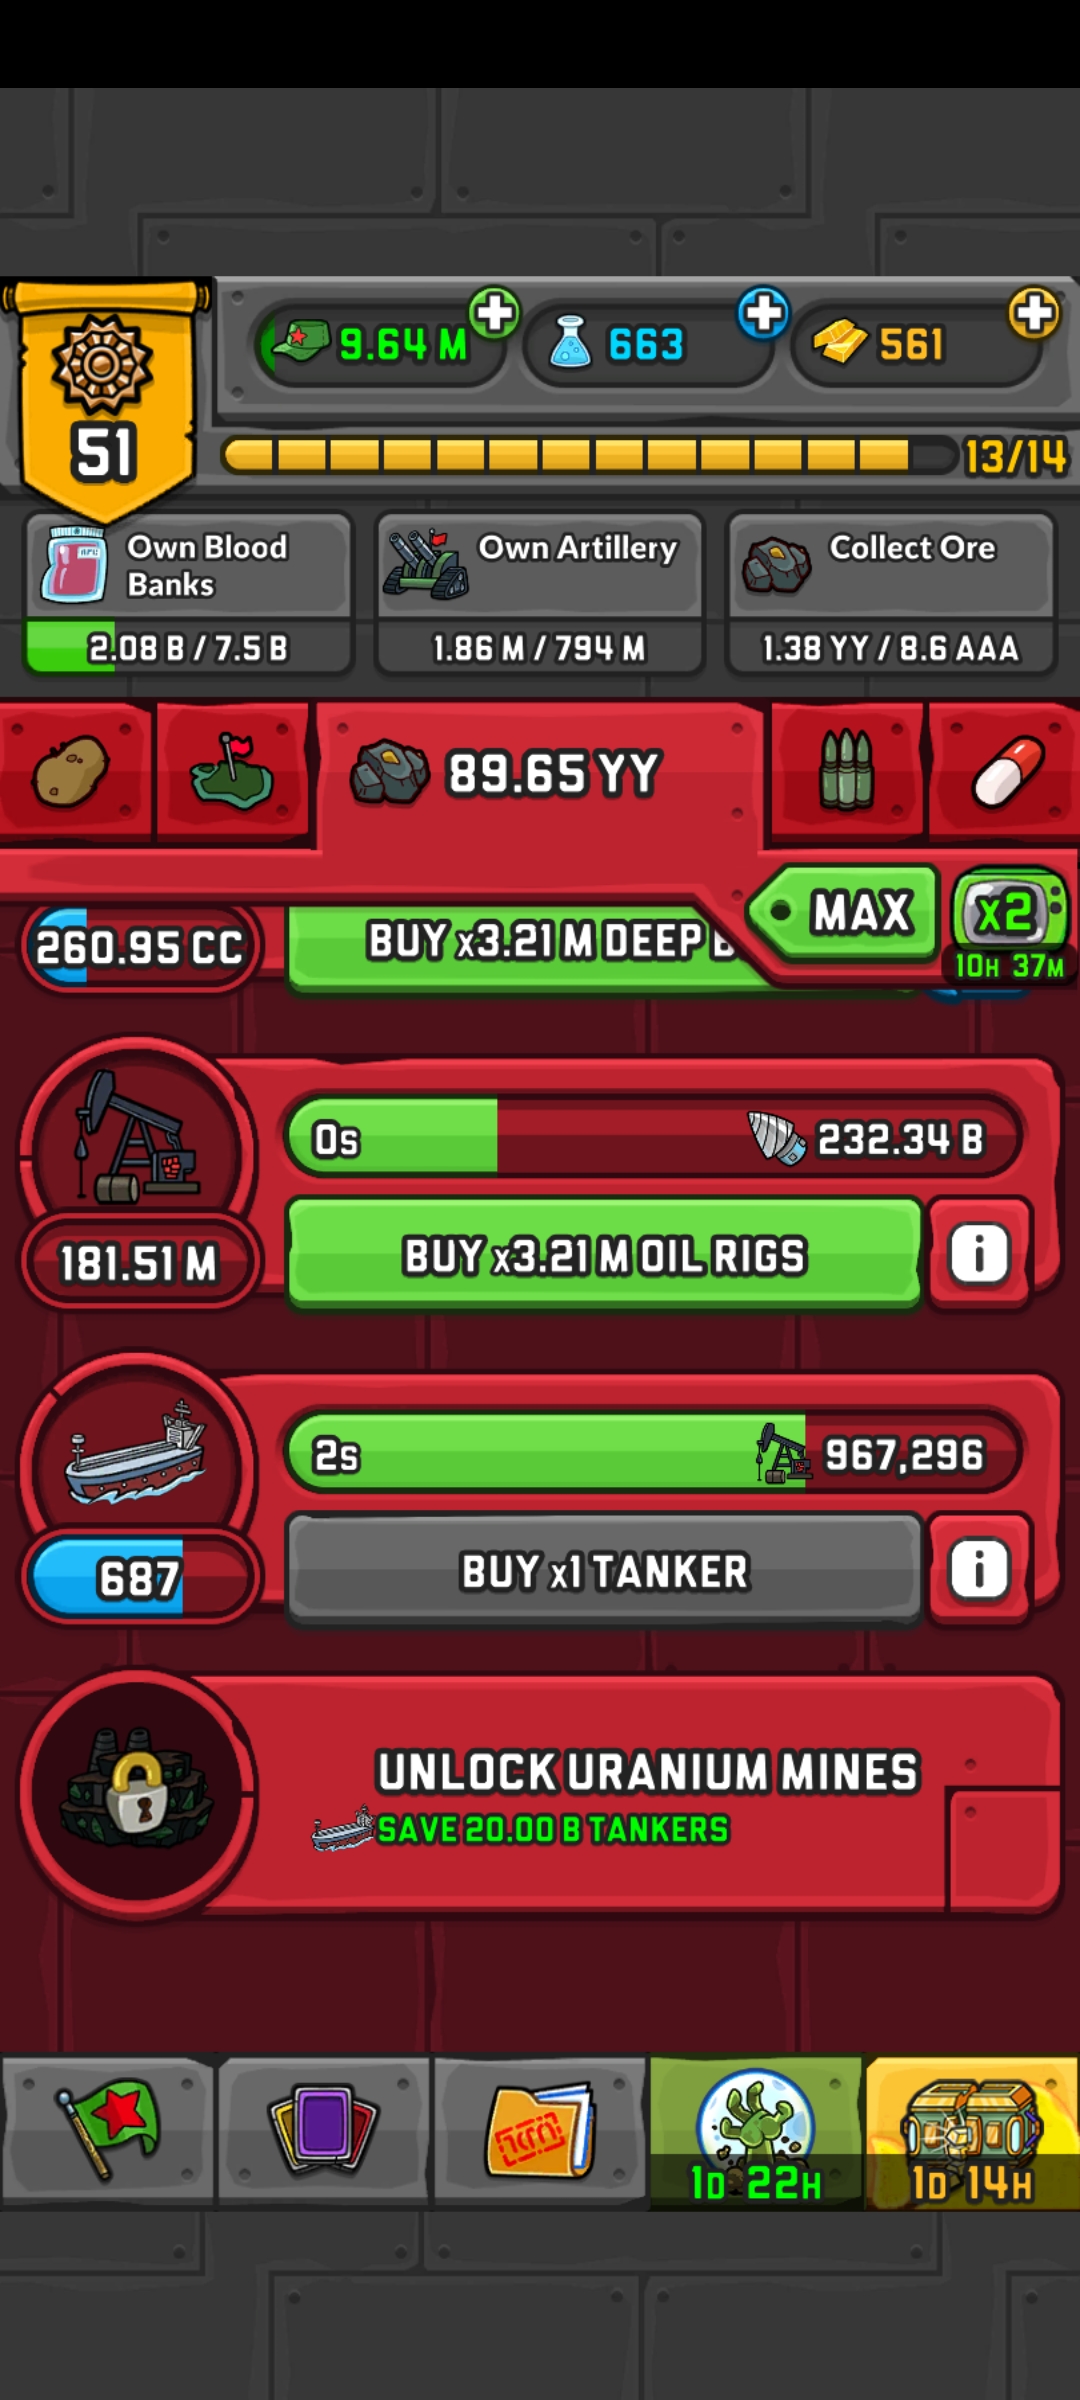 9.64 M
663
561
51
13/14
Own Blood
Banks
2.08 B / 7.5 B
Own Artillery
1.86 M / 794 M
Collect Ore
1.38 YY / 8.6 AAA
89.65 YY
MAX
x2
10H 37M
260.95 CC
BUY x3.21 M DEEP
0s
232.34 B
181.51 M
BUY x3.21 M OIL RIGS
i
2s
967,296
687
BUY x1 TANKER
i
UNLOCK URANIUM MINES
SAVE 20.00 B TANKERS
1D 22H
1D 14H